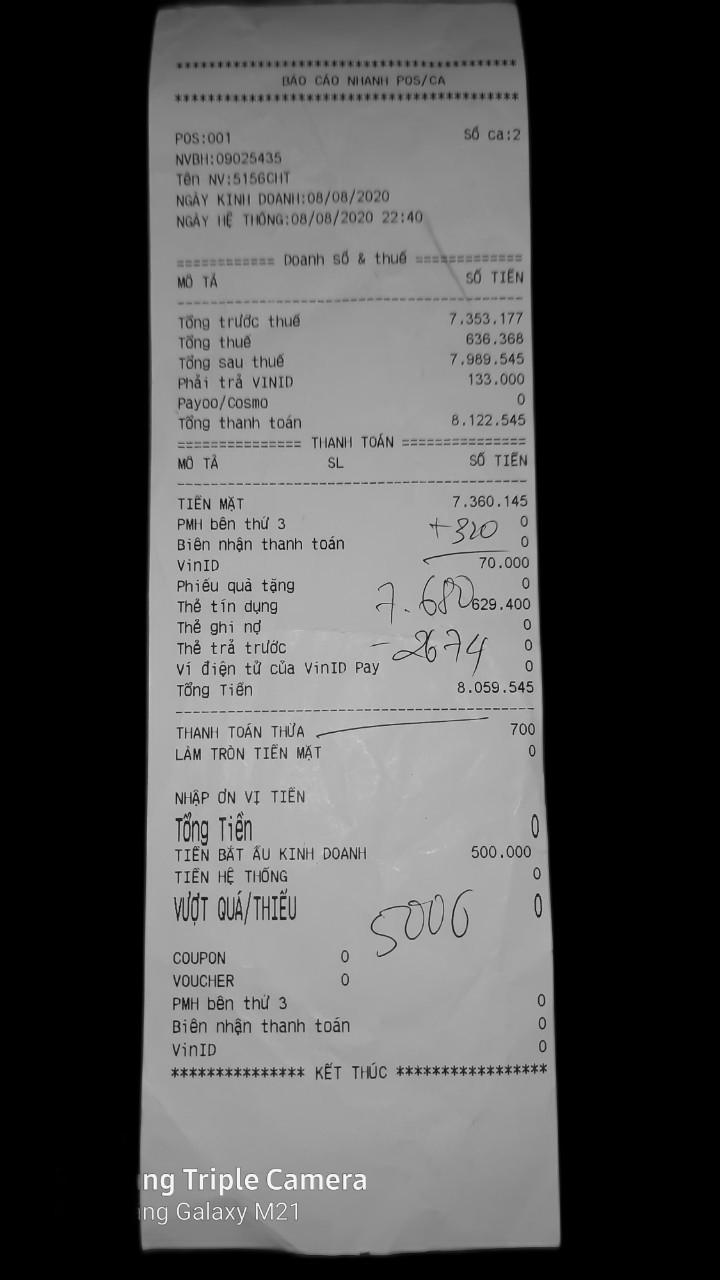 ******************************************
BÁO CÁO NHANH POS/CA
******************************************
POS:001 Số ca:2
NVBH:09025435
Tên NV:5156CHT
NGÀY KINH DOANH:08/08/2020
NGÀY HỆ THỐNG:08/08/2020 22:40
============ Doanh số & thuế =============
MÔ TẢ SỐ TIỀN
------------------------------------------
Tổng trước thuế 7.353.177
Tổng thuế 636.368
Tổng sau thuế 7.989.545
Phải trả VINID 133.000
Payoo/Cosmo 0
Tổng thanh toán 8.122.545
=============== THANH TOÁN ===============
MÔ TẢ SL SỐ TIỀN
------------------------------------------
TIỀN MẶT 7.360.145
PMH bên thứ 3 0
+320
Biên nhận thanh toán 0
VinID 70.000
Phiếu quà tặng 0
7.680
Thẻ tín dụng 629.400
Thẻ ghi nợ 0
Thẻ trả trước 0
-2674
Ví điện tử của VinID Pay 0
Tổng Tiền 8.059.545
------------------------------------------
THANH TOÁN THỪA 700
LÀM TRÒN TIỀN MẶT 0
NHẬP ƠN VỊ TIỀN
Tổng Tiền 0
TIỀN BẮT ẦU KINH DOANH 500.000
TIỀN HỆ THỐNG 0
VƯỢT QUÁ/THIẾU 0
5006
COUPON 0
VOUCHER 0
PMH bên thứ 3 0
Biên nhận thanh toán 0
VinID 0
*************** KẾT THÚC *****************
ng Triple Camera
ng Galaxy M21